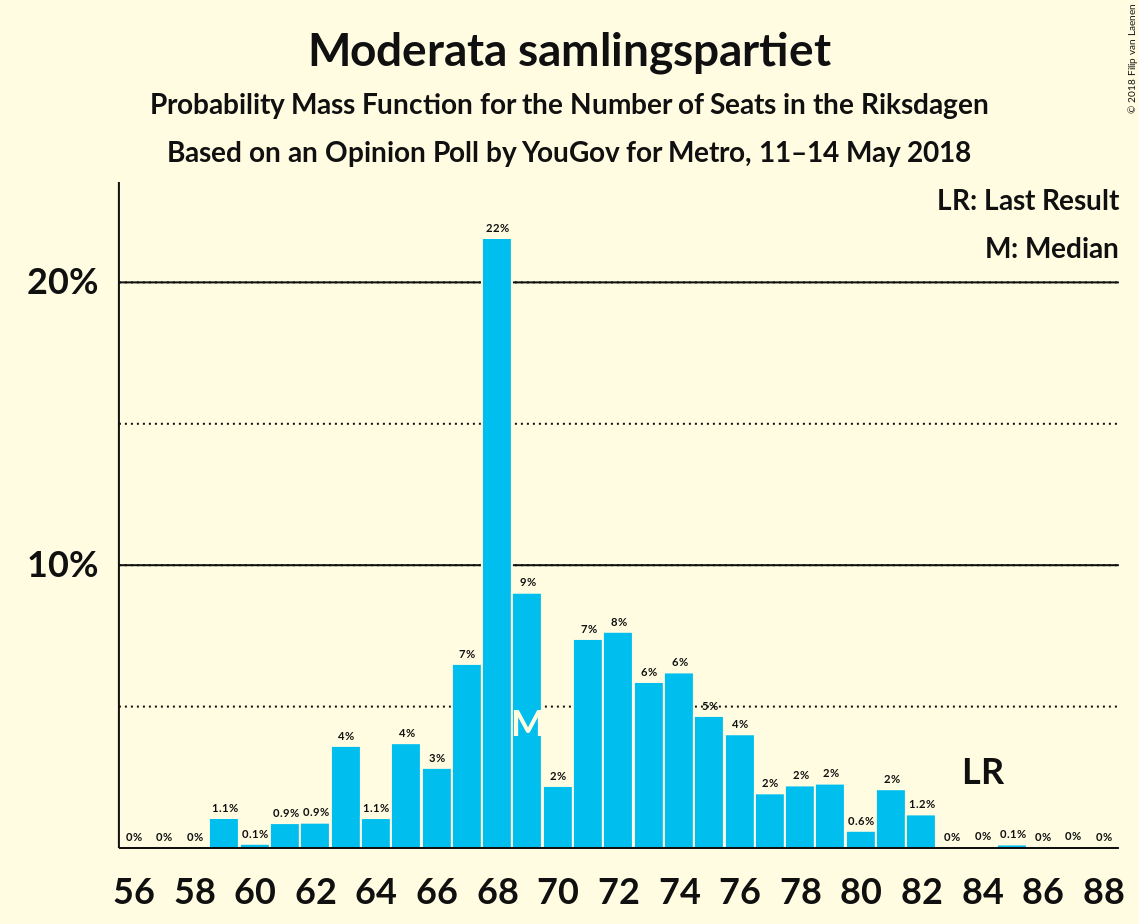 Moderata samlingspartiet
Probability Mass Function for the Number of Seats in the Riksdagen
Based on an Opinion Poll by YouGov for Metro, 11–14 May 2018
© 2018 Filip van Laenen
LR: Last Result
M: Median
20%
10%
0% 0% 0% 1.1% 0.1% 0.9% 0.9% 4% 1.1% 4% 3% 7% 22% 9% 2% 7% 8% 6% 6% 5% 4% 2% 2% 2% 0.6% 2% 1.2% 0% 0% 0.1% 0% 0% 0%
M
LR
56 58 60 62 64 66 68 70 72 74 76 78 80 82 84 86 88